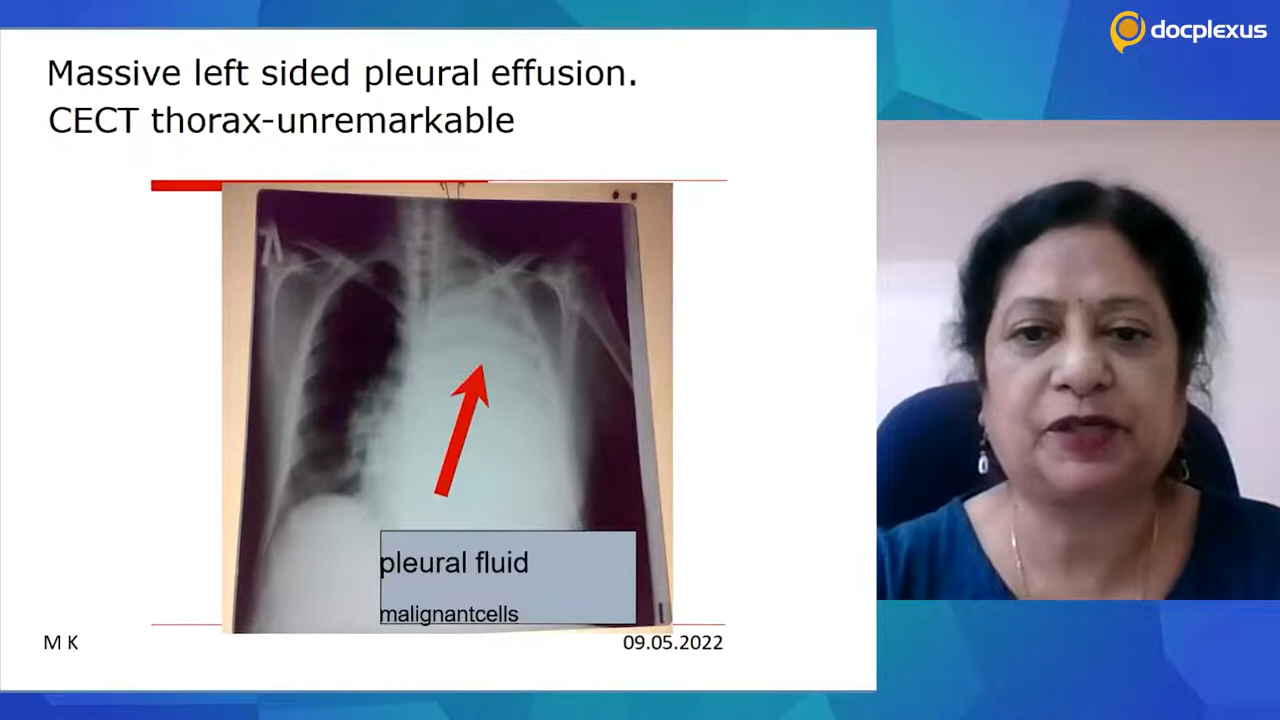 docplexus
Massive left sided pleural effusion.
CECT thorax-unremarkable
pleural fluid
malignantcells
M K
09.05.2022